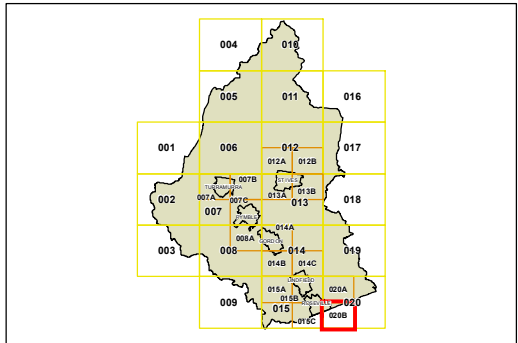 004 010
005 011 016
001 006 012 017
012A 012B
TURRAMURRA 007B ST IVES
002 007A 007C 013A 013B 018
007 013
PYMBLE
008A GORDON 014A
003 008 014 019
014B 014C
LINDFIELD
015A 020A
015B ROSEVILLE
009 015 020
015C 020B